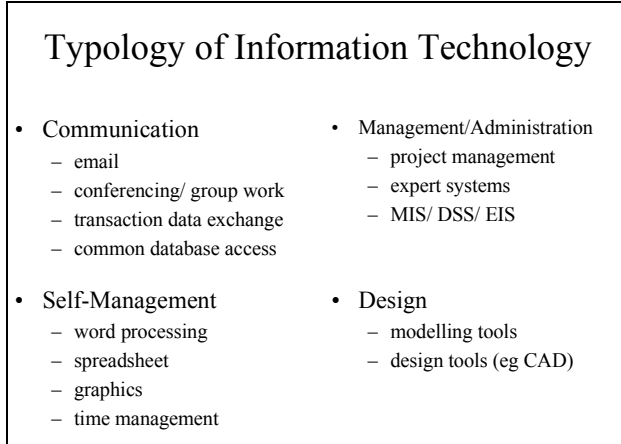 Typology of Information Technology
• Communication
– email
– conferencing/ group work
– transaction data exchange
– common database access
• Self-Management
– word processing
– spreadsheet
– graphics
– time management
• Management/Administration
– project management
– expert systems
– MIS/ DSS/ EIS
• Design
– modelling tools
– design tools (eg CAD)